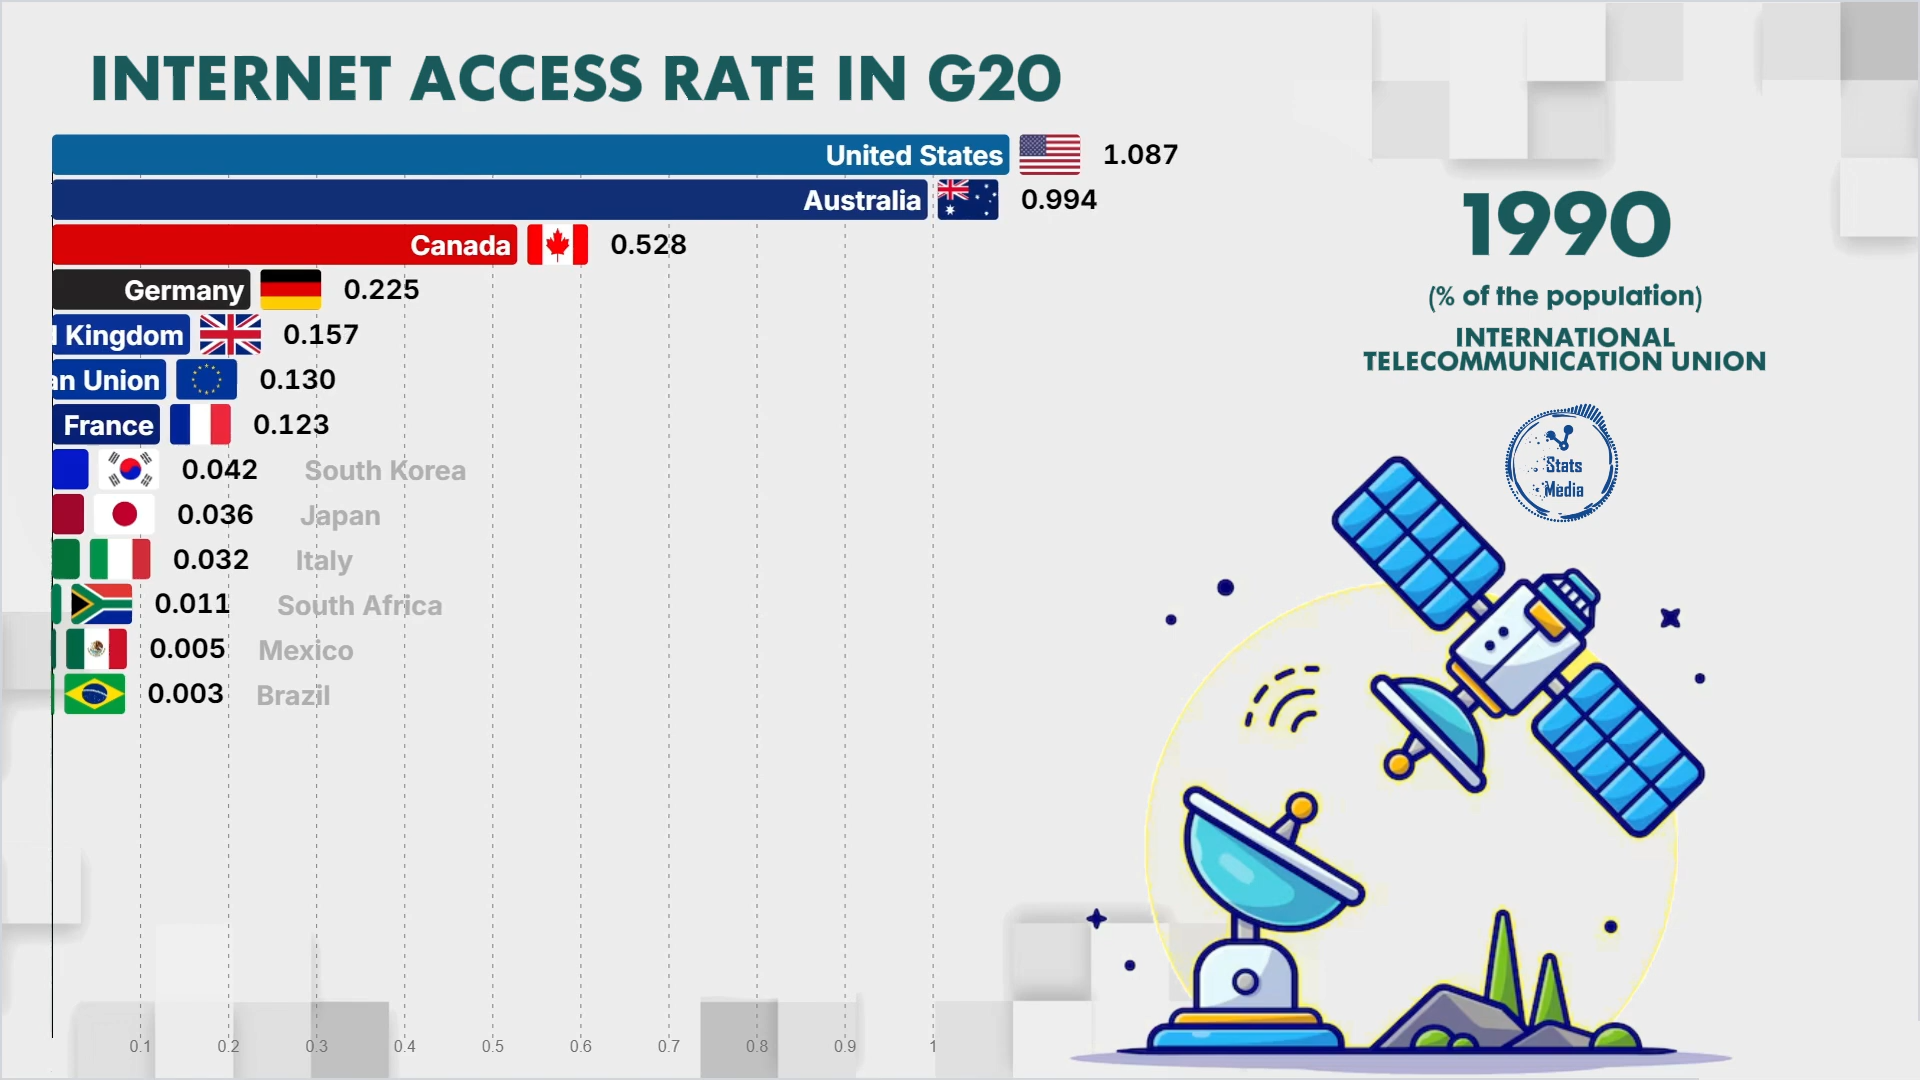 INTERNET ACCESS RATE IN G20
United States 1.087
Australia 0.994
Canada 0.528
Germany 0.225
Kingdom 0.157
an Union 0.130
France 0.123
0.042 South Korea
0.036 Japan
0.032 Italy
0.011 South Africa
0.005 Mexico
0.003 Brazil
0.1 0.2 0.3 0.4 0.5 0.6 0.7 0.8 0.9 1
1990
(% of the population)
INTERNATIONAL
TELECOMMUNICATION UNION
Stats
Media